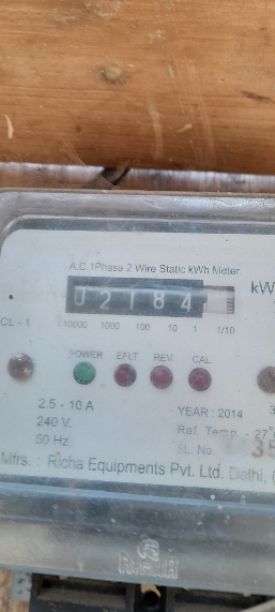 A.C. 1Phase 2 Wire Static kWh Meter
kW
02184
CL - 1
10000 1000 100 10 1 1/10
POWER EFLT REV. CAL
2.5 - 10 A
YEAR : 2014
240 V.
Ref. Temp. 27°
50 Hz
SL. No.
Mfrs. : Richa Equipments Pvt. Ltd. Delhi, (